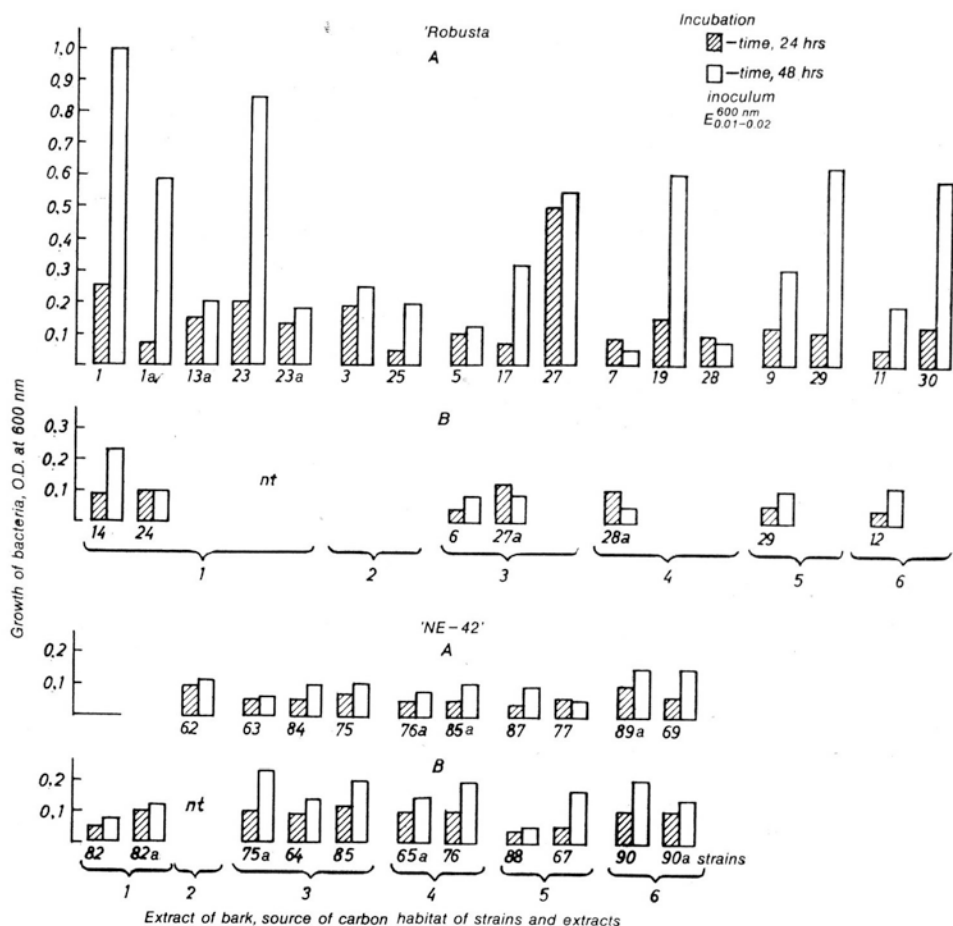 'Robusta
A
Incubation
—time, 24 hrs
—time, 48 hrs
inoculum
E 600 nm 0.01–0.02
1,0
0,9
0,8
0.7
0.6
0.5
0.4
0.3
0.2
0.1
1 1a 13a 23 23a 3 25 5 17 27 7 19 28 9 29 11 30
B
0.3
0.2
0.1
nt
14 24 6 27a 28a 29 12
1 2 3 4 5 6
Growth of bacteria, O.D. at 600 nm
'NE–42'
A
0.2
0.1
62 63 84 75 76a 85a 87 77 89a 69
B
0.2
0.1
nt
82 82a 75a 64 85 65a 76 88 67 90 90a strains
1 2 3 4 5 6
Extract of bark, source of carbon habitat of strains and extracts